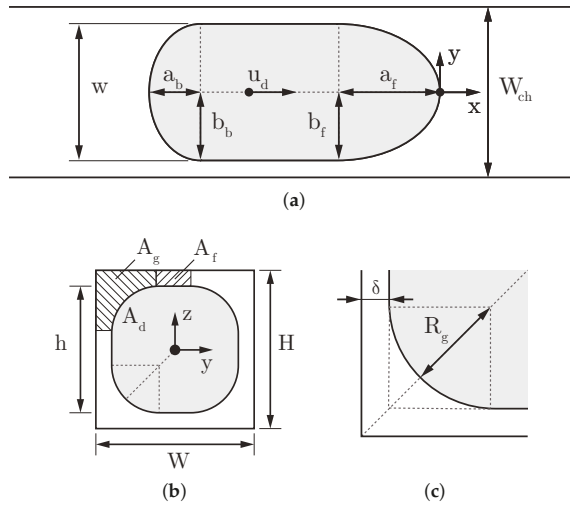 y
a_b u_d a_f
w W_ch
x
b_b b_f
(a)
A_g A_f
δ
A_d z R_g
h H
y
W
(b) (c)